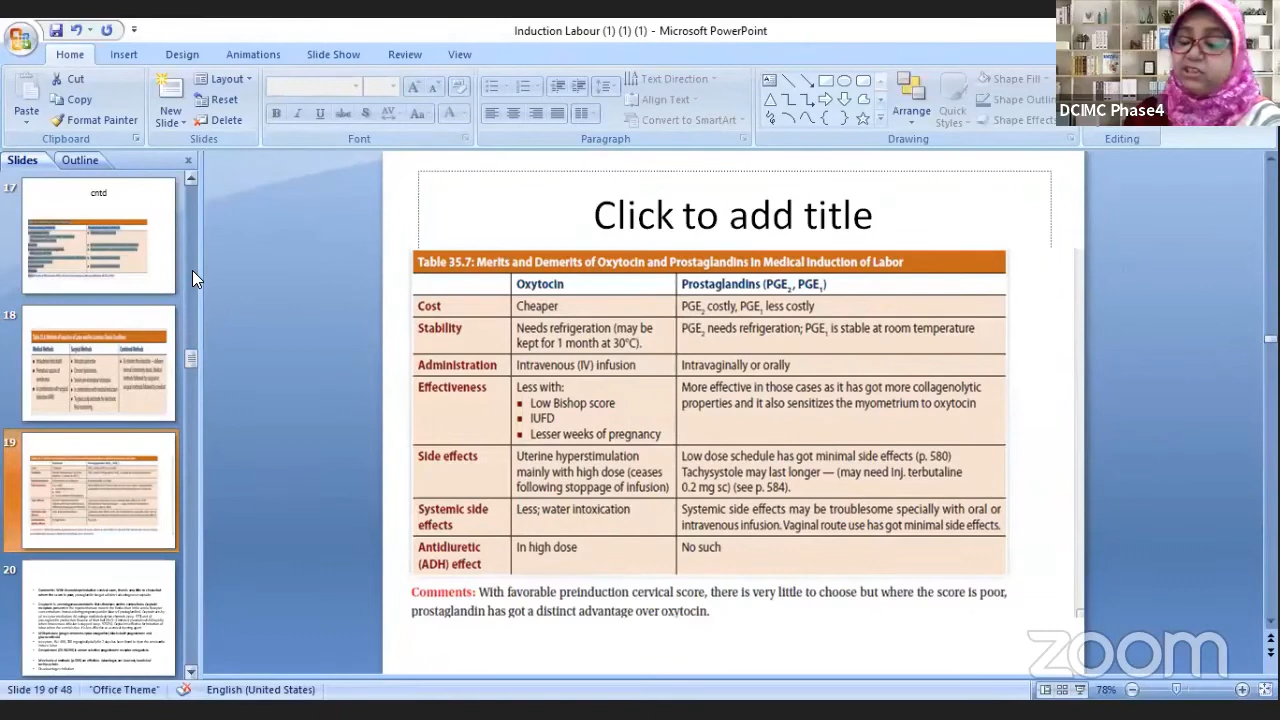 Induction Labour (1) (1) (1) - Microsoft PowerPoint
Home Insert Design Animations Slide Show Review View
Cut
Copy
Format Painter
Paste
Clipboard
New
Slide
Layout
Reset
Delete
Slides
Font
Text Direction
Align Text
Convert to SmartArt
Paragraph
Arrange
Quick
Styles
Shape Fill
Shape Outlin
Shape Effects
Drawing
Editing
DCIMC Phase4
Slides Outline
17
cntd
18
19
20
Click to add title
Table 35.7: Merits and Demerits of Oxytocin and Prostaglandins in Medical Induction of Labor
Oxytocin Prostaglandins (PGE2, PGE1)
Cost Cheaper PGE2 costly, PGE1 less costly
Stability Needs refrigeration (may be PGE2 needs refrigeration; PGE1 is stable at room temperature
kept for 1 month at 30°C).
Administration Intravenous (IV) infusion Intravaginally or orally
Effectiveness Less with: More effective in those cases as it has got more collagenolytic
▪ Low Bishop score properties and it also sensitizes the myometrium to oxytocin
▪ IUFD
▪ Lesser weeks of pregnancy
Side effects Uterine hyperstimulation Low dose schedule has got minimal side effects (p. 580)
mainly with high dose (ceases Tachysystole may last longer — (may need Inj. terbutaline
following stoppage of infusion) 0.2 mg sc) (see p. 584).
Systemic side Less; water intoxication Systemic side effects may be troublesome specially with oral or
effects intravenous infusion. Vaginal route use has got minimal side effects.
Antidiuretic In high dose No such
(ADH) effect
Comments: With favorable preinduction cervical score, there is very little to choose but where the score is poor,
prostaglandin has got a distinct advantage over oxytocin.
zoom
Slide 19 of 48 "Office Theme" English (United States) 78%